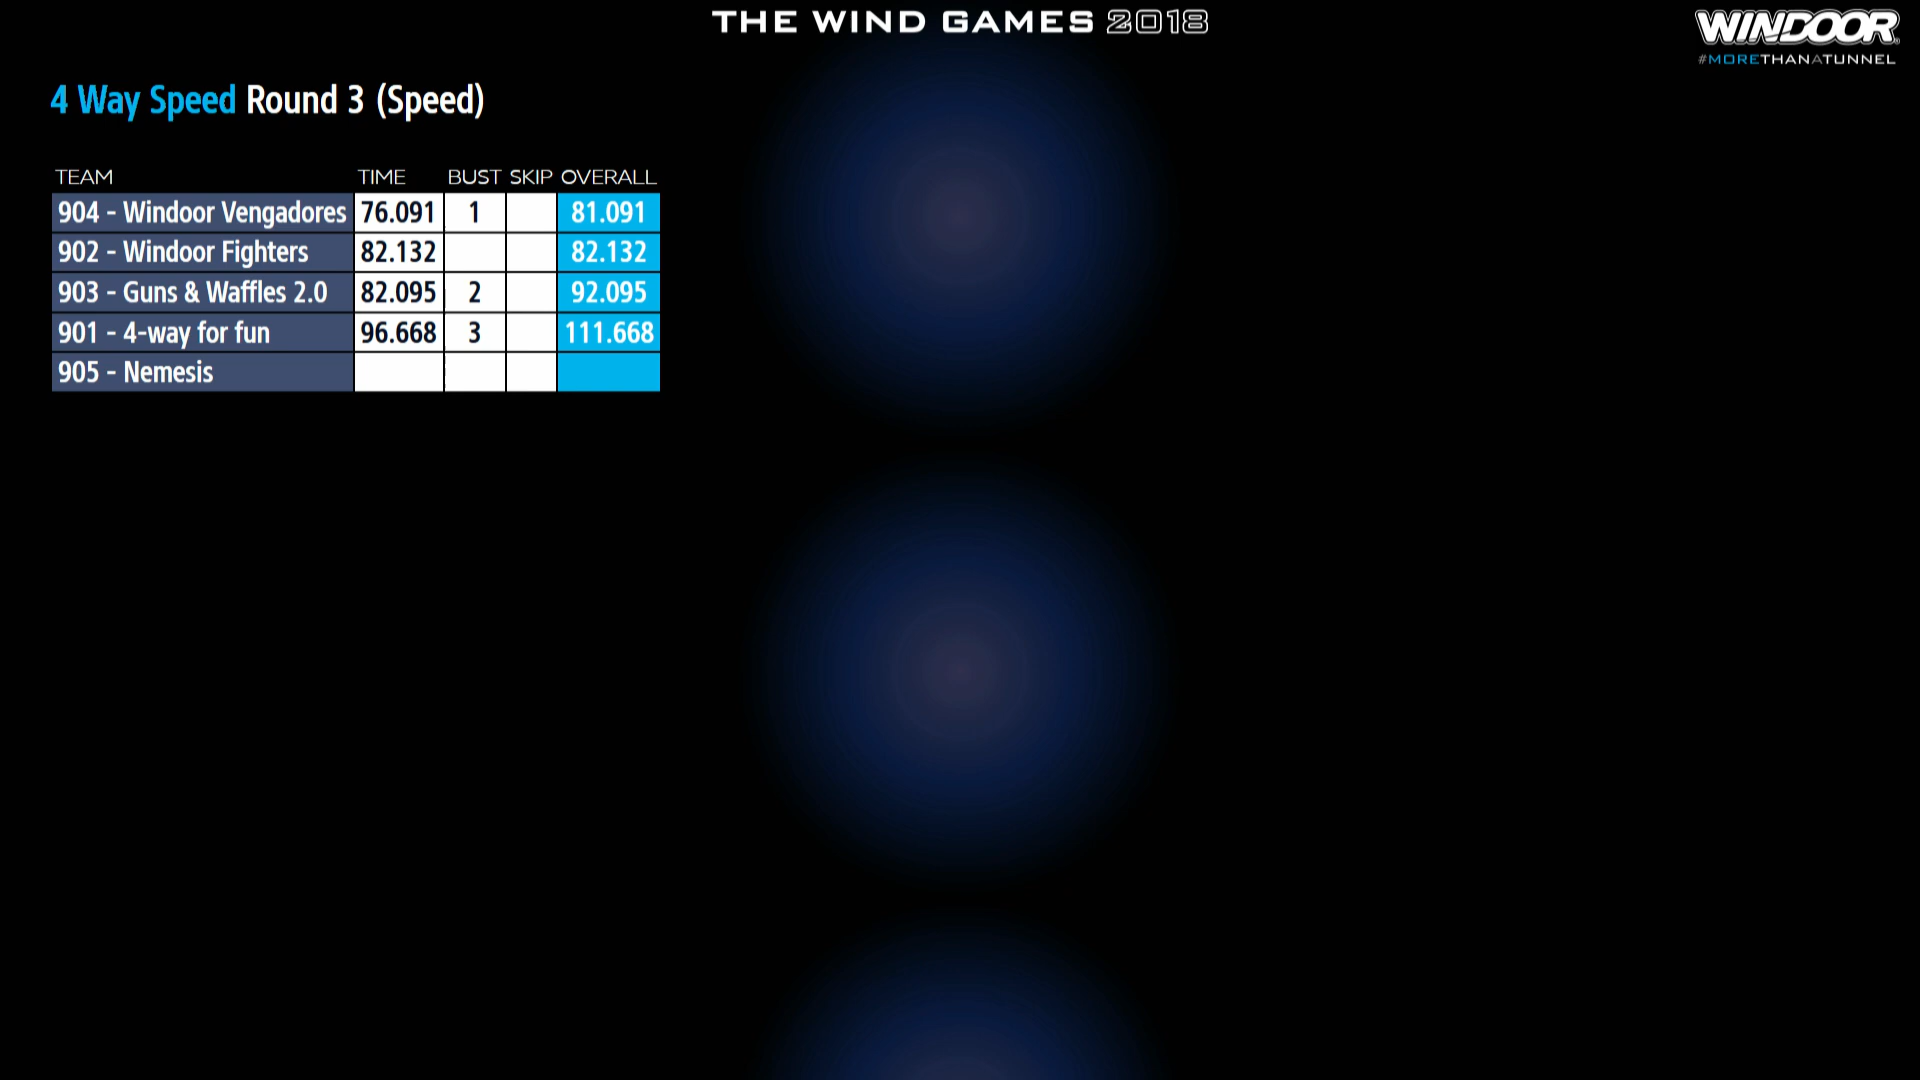 THE WIND GAMES 2018
WINDOOR
#MORETHANATUNNEL
4 Way Speed Round 3 (Speed)
TEAM TIME BUST SKIP OVERALL
904 - Windoor Vengadores 76.091 1 81.091
902 - Windoor Fighters 82.132 82.132
903 - Guns & Waffles 2.0 82.095 2 92.095
901 - 4-way for fun 96.668 3 111.668
905 - Nemesis